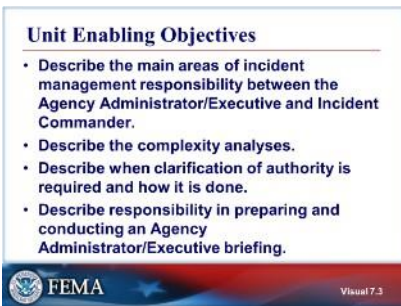 Unit Enabling Objectives
• Describe the main areas of incident
management responsibility between the
Agency Administrator/Executive and Incident
Commander.
• Describe the complexity analyses.
• Describe when clarification of authority is
required and how it is done.
• Describe responsibility in preparing and
conducting an Agency
Administrator/Executive briefing.
FEMA
Visual 7.3